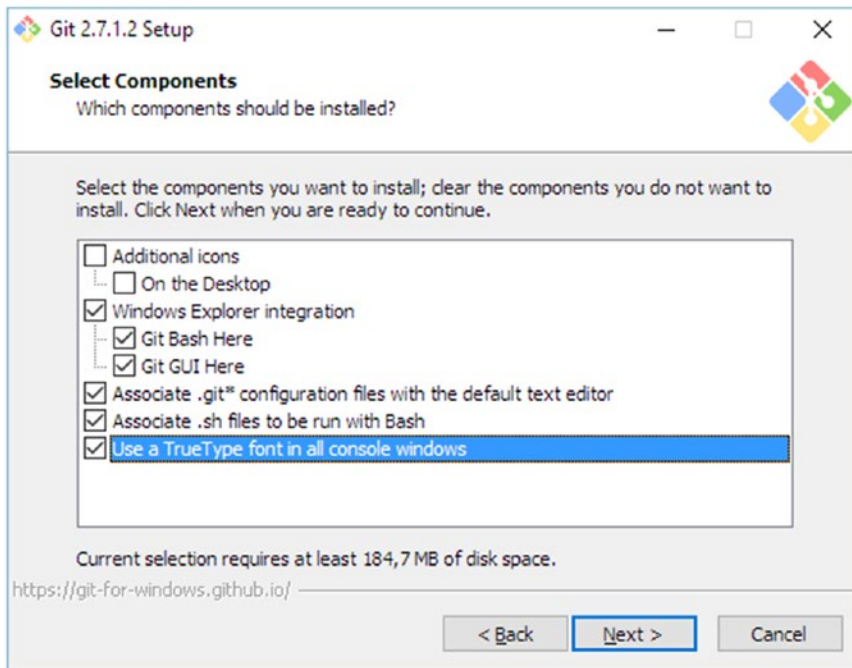 Git 2.7.1.2 Setup
Select Components
Which components should be installed?
Select the components you want to install; clear the components you do not want to
install. Click Next when you are ready to continue.
Additional icons
On the Desktop
Windows Explorer integration
Git Bash Here
Git GUI Here
Associate .git* configuration files with the default text editor
Associate .sh files to be run with Bash
Use a TrueType font in all console windows
Current selection requires at least 184,7 MB of disk space.
https://git-for-windows.github.io/
< Back
Next >
Cancel